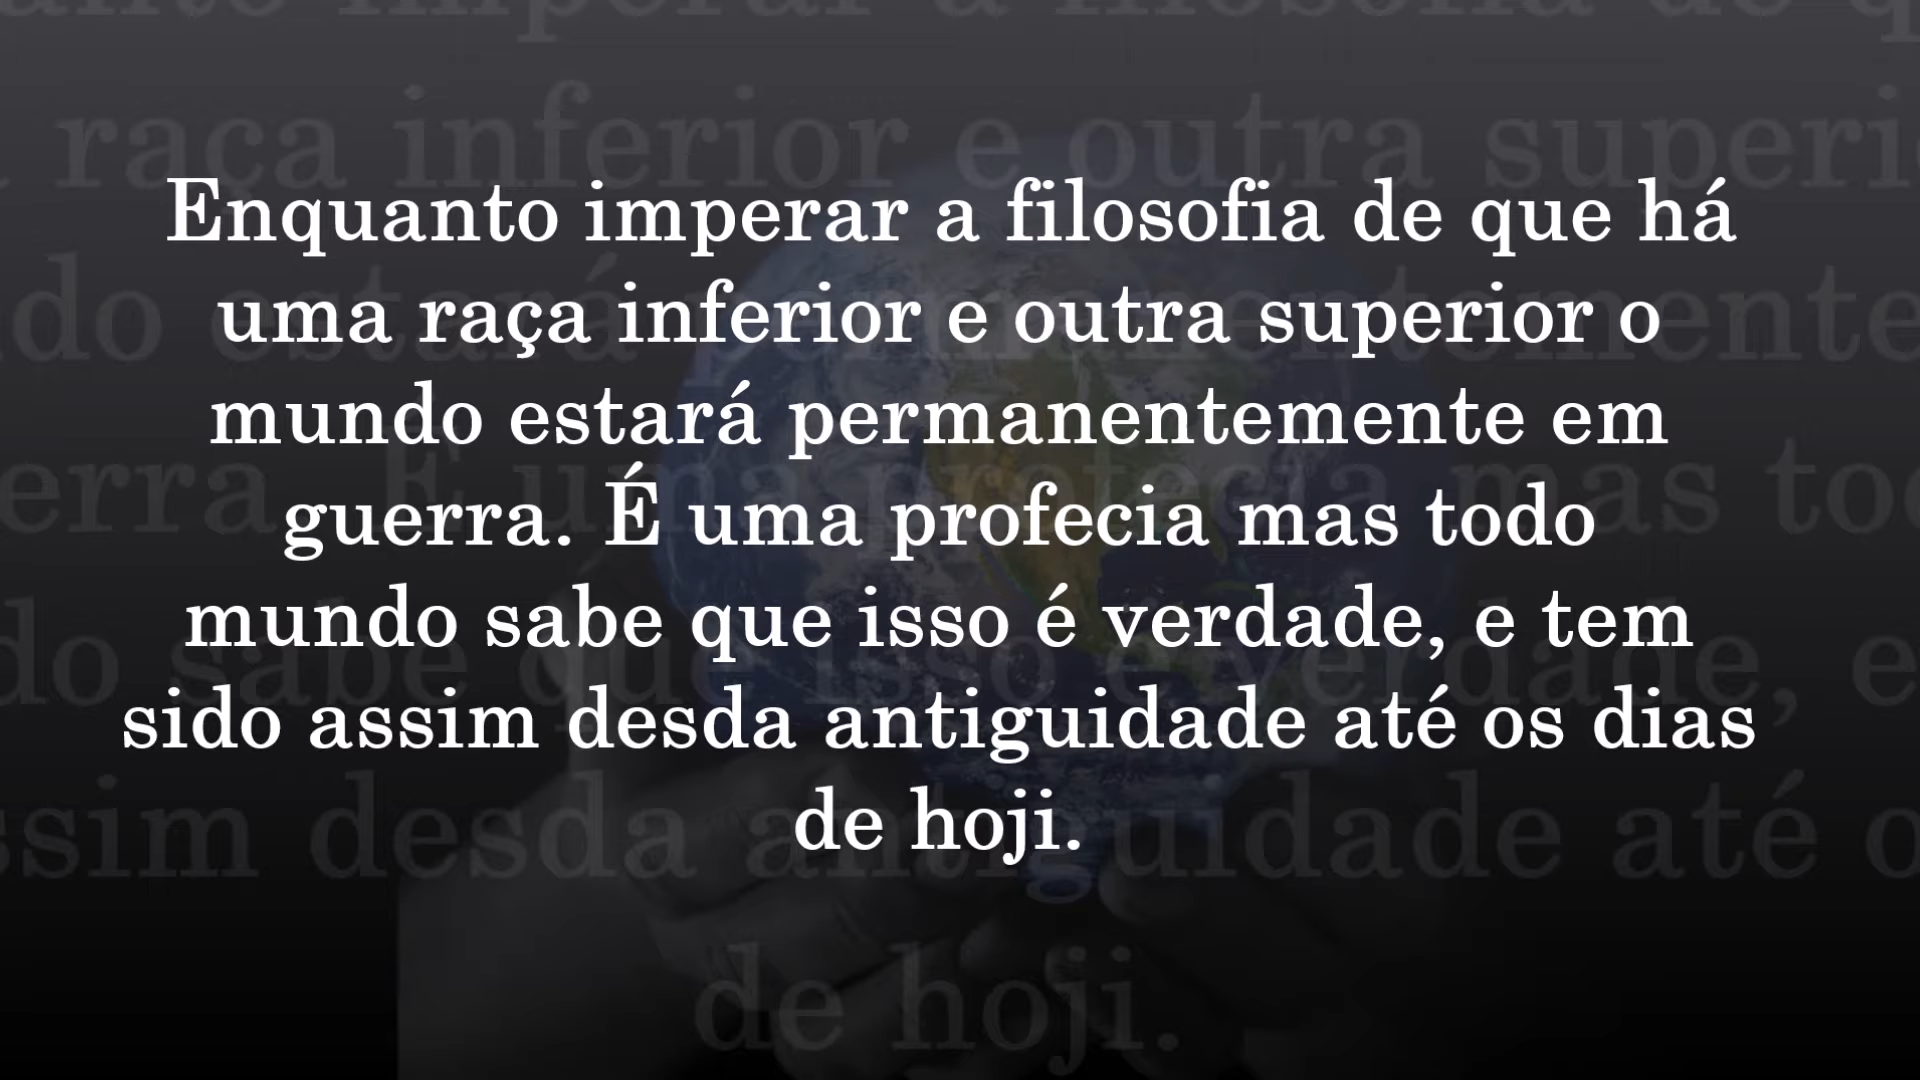 Enquanto imperar a filosofia de que há
uma raça inferior e outra superior o
mundo estará permanentemente em
guerra. É uma profecia mas todo
mundo sabe que isso é verdade, e tem
sido assim desda antiguidade até os dias
de hoji.